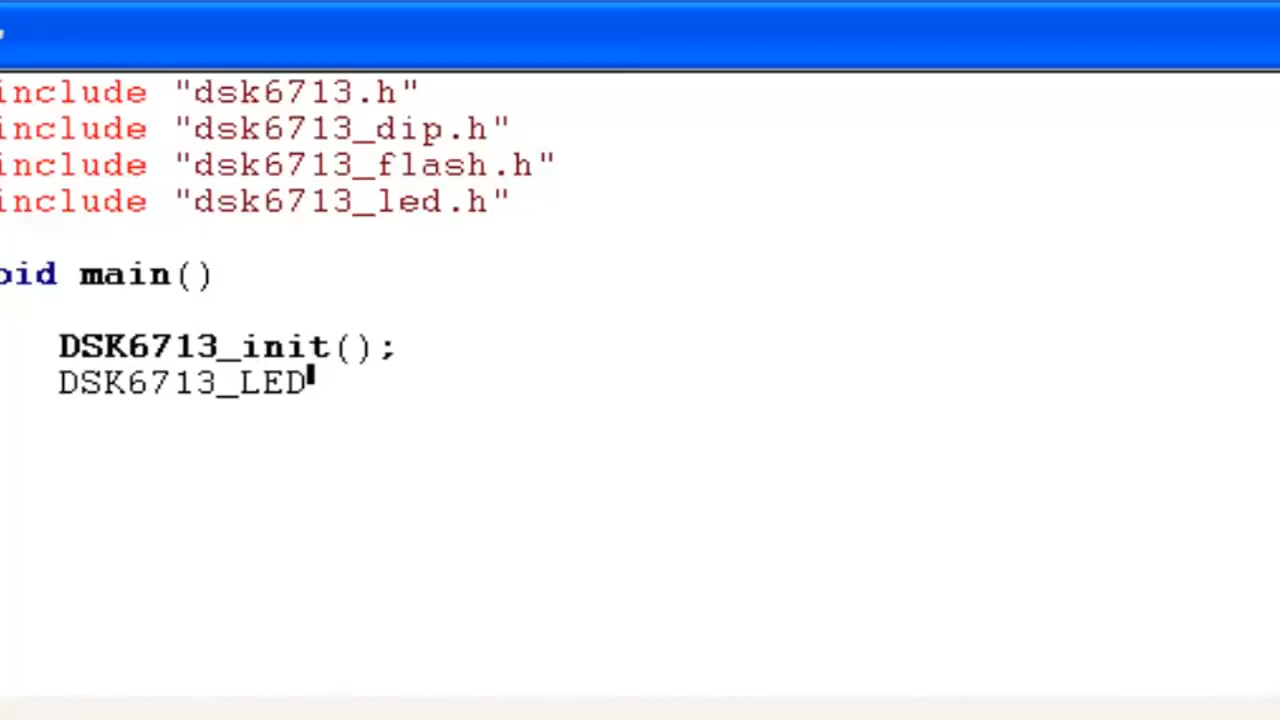 include "dsk6713.h"
include "dsk6713_dip.h"
include "dsk6713_flash.h"
include "dsk6713_led.h"
oid main()
DSK6713_init();
DSK6713_LED